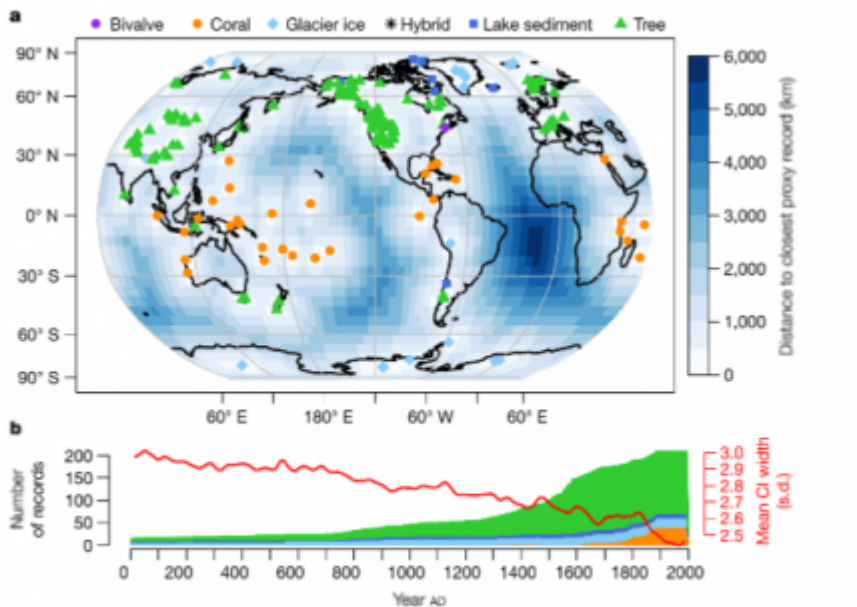 a
Bivalve Coral Glacier ice Hybrid Lake sediment Tree
90° N
60° N
30° N
0° N
30° S
60° S
90° S
60° E 180° E 60° W 60° E
6,000
5,000
4,000
3,000
2,000
1,000
0
Distance to closest proxy record (km)
b
Number
of records
200
150
100
50
0
3.0
2.9
2.8
2.7
2.6
2.5
Mean CI width
(s.d.)
0 200 400 600 800 1000 1200 1400 1600 1800 2000
Year AD